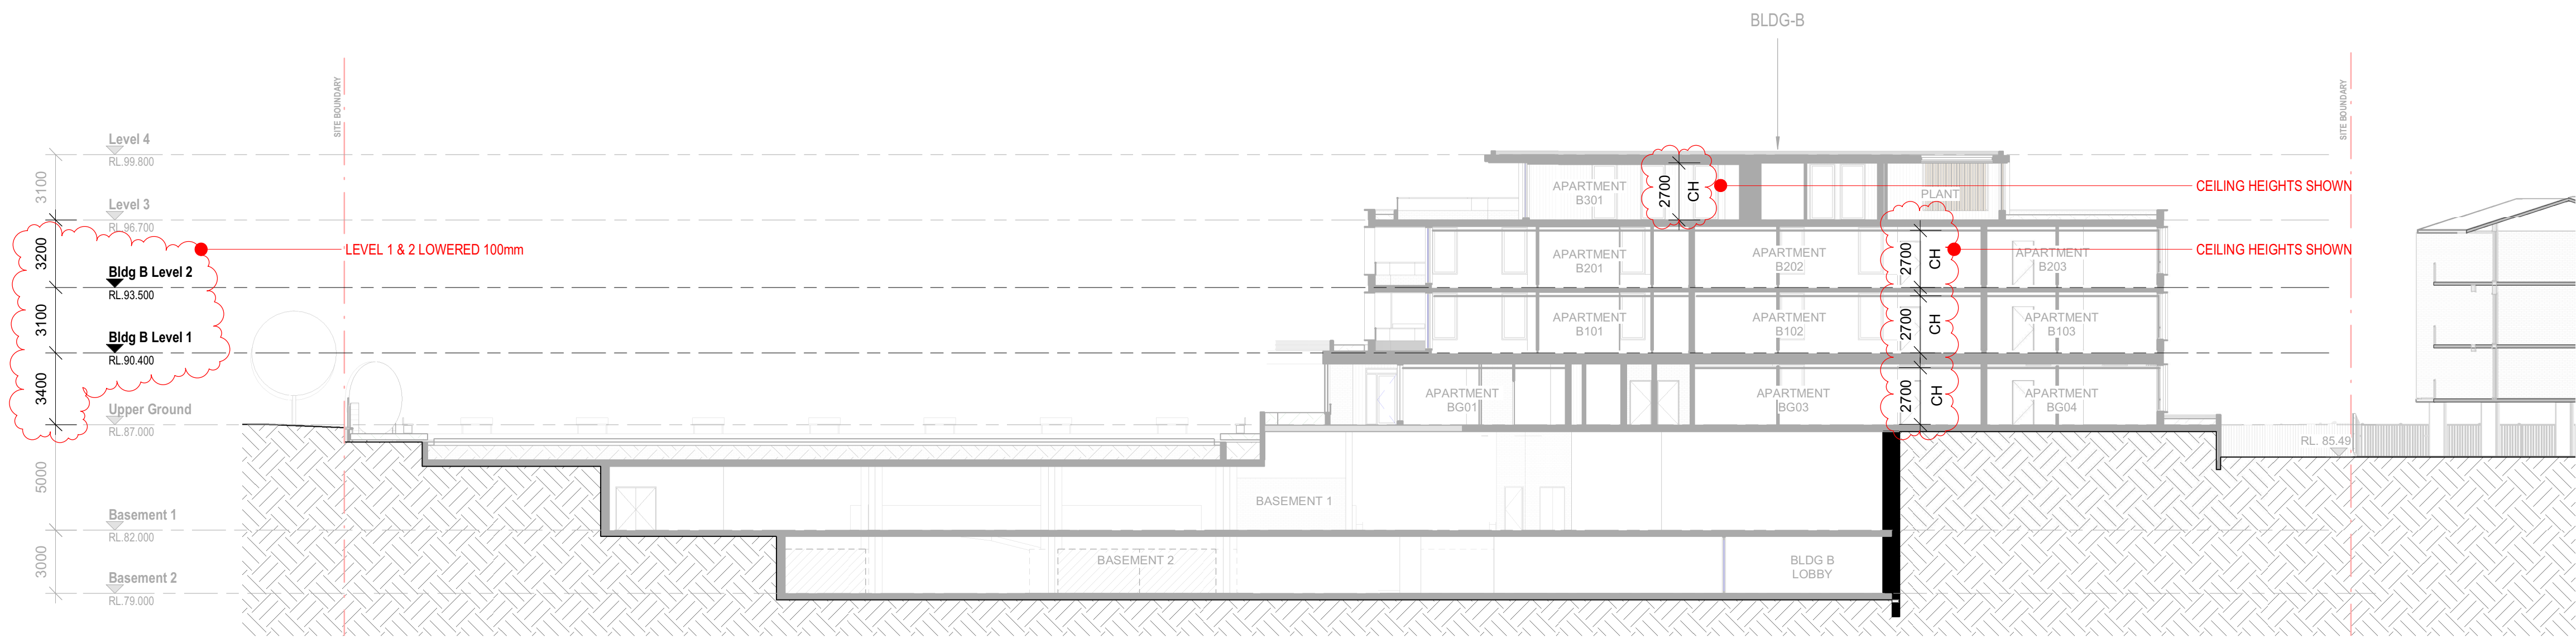 BLDG-B
SITE BOUNDARY
SITE BOUNDARY
Level 4
RL.99.800
3100
Level 3
RL.96.700
3200
LEVEL 1 & 2 LOWERED 100mm
Bldg B Level 2
RL.93.500
3100
Bldg B Level 1
RL.90.400
3400
Upper Ground
RL.87.000
5000
Basement 1
RL.82.000
3000
Basement 2
RL.79.000
APARTMENT
B301
2700
CH
PLANT
CEILING HEIGHTS SHOWN
APARTMENT
B201
APARTMENT
B202
2700
CH
APARTMENT
B203
CEILING HEIGHTS SHOWN
APARTMENT
B101
APARTMENT
B102
2700
CH
APARTMENT
B103
APARTMENT
BG01
APARTMENT
BG03
2700
CH
APARTMENT
BG04
RL. 85.49
BASEMENT 1
BASEMENT 2
BLDG B
LOBBY